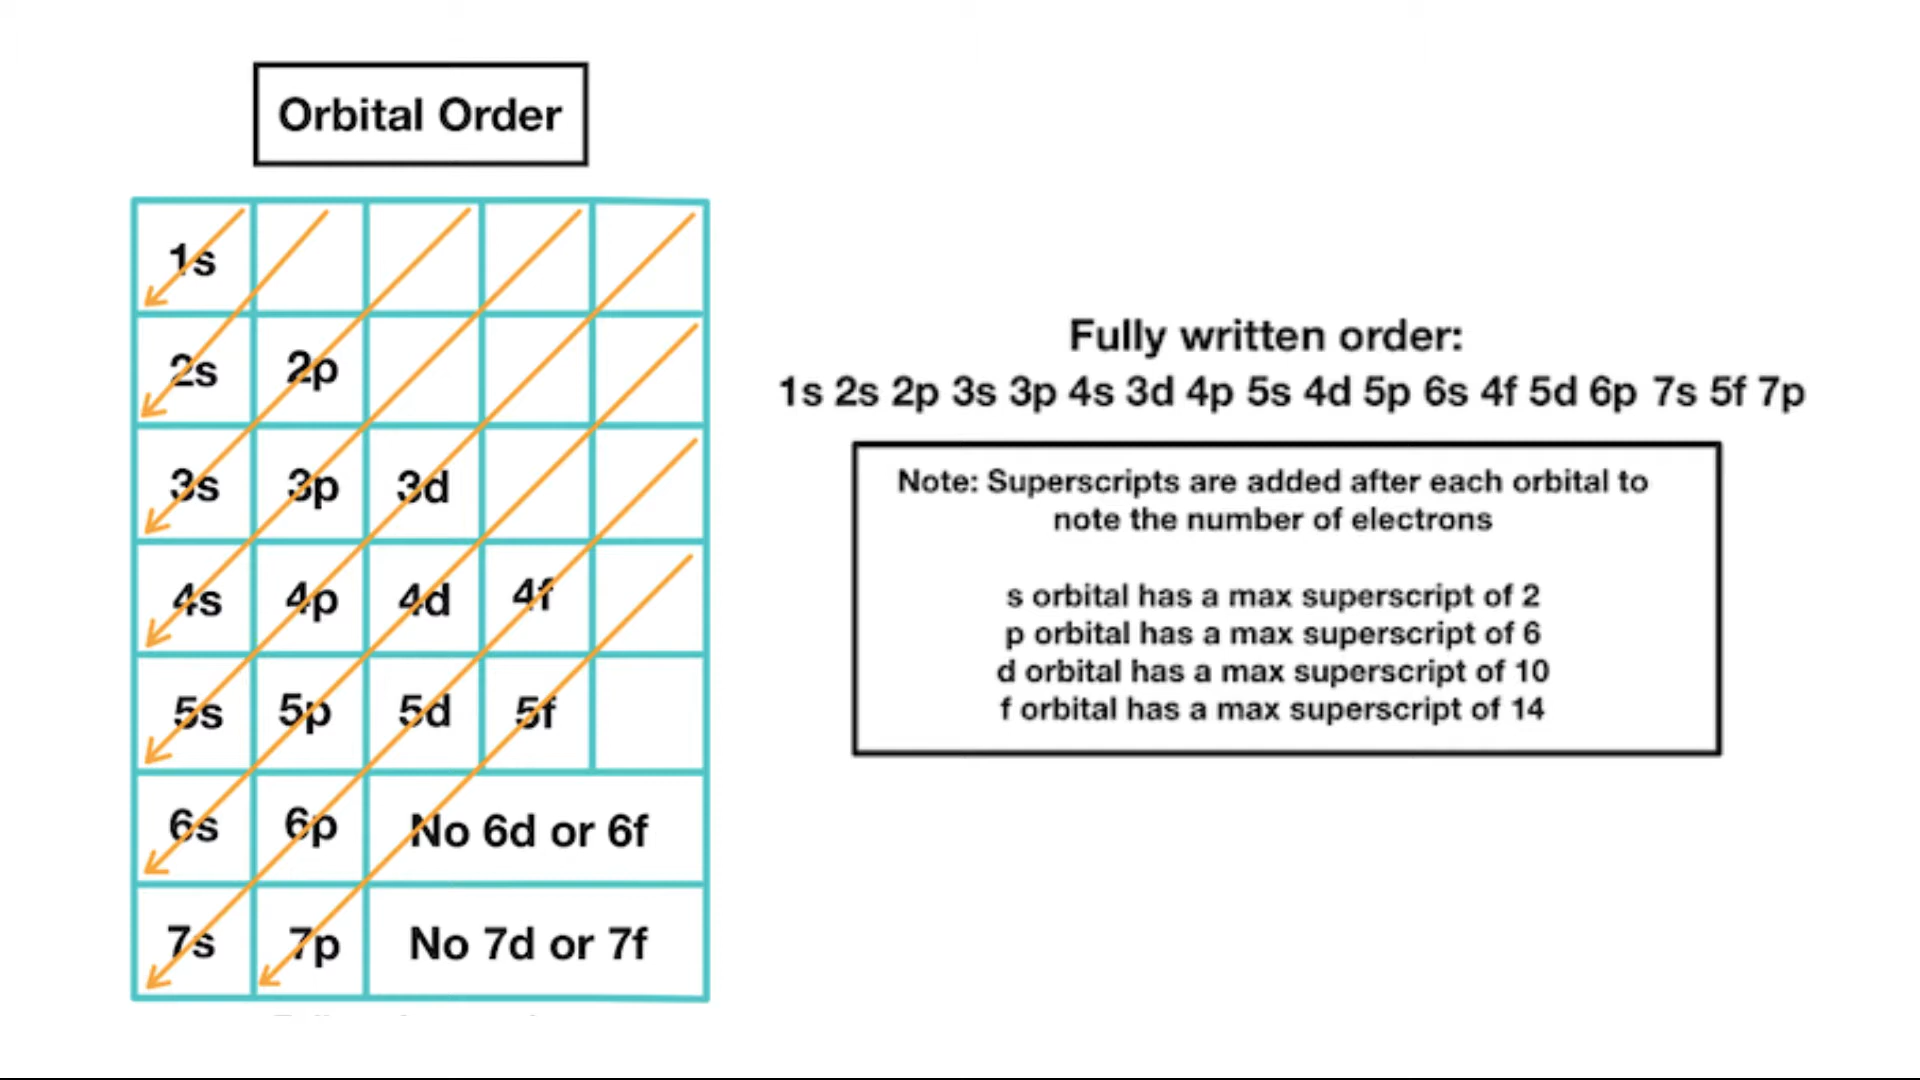 Orbital Order
1s
2s 2p
3s 3p 3d
4s 4p 4d 4f
5s 5p 5d 5f
6s 6p No 6d or 6f
7s 7p No 7d or 7f
Fully written order:
1s 2s 2p 3s 3p 4s 3d 4p 5s 4d 5p 6s 4f 5d 6p 7s 5f 7p
Note: Superscripts are added after each orbital to
note the number of electrons
s orbital has a max superscript of 2
p orbital has a max superscript of 6
d orbital has a max superscript of 10
f orbital has a max superscript of 14